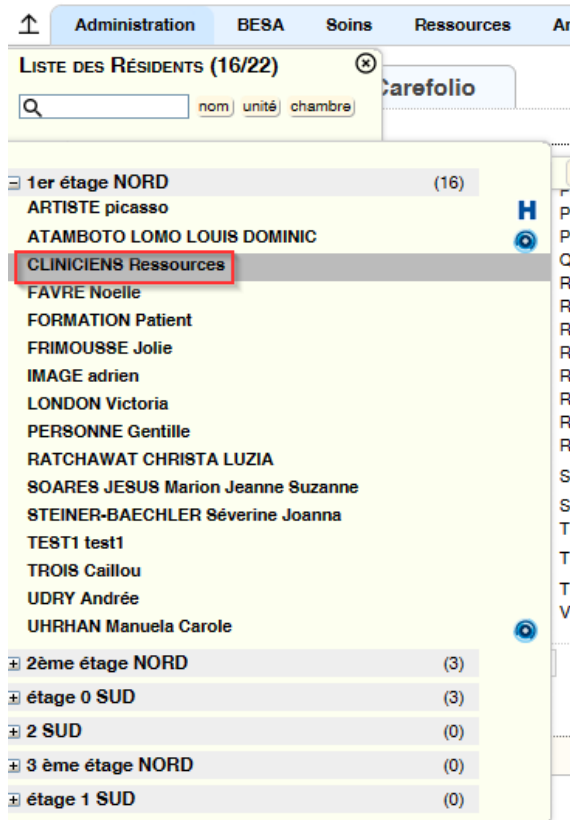 Administration BESA Soins Ressources
LISTE DES RÉSIDENTS (16/22)
Carefolio
nom unité chambre
1er étage NORD (16)
ARTISTE picasso H
ATAMBOTO LOMO LOUIS DOMINIC
CLINICIENS Ressources
FAVRE Noelle
FORMATION Patient
FRIMOUSSE Jolie
IMAGE adrien
LONDON Victoria
PERSONNE Gentille
RATCHAWAT CHRISTA LUZIA
SOARES JESUS Marion Jeanne Suzanne
STEINER-BAECHLER Séverine Joanna
TEST1 test1
TROIS Caillou
UDRY Andrée
UHRHAN Manuela Carole
2ème étage NORD (3)
étage 0 SUD (3)
2 SUD (0)
3 ème étage NORD (0)
étage 1 SUD (0)